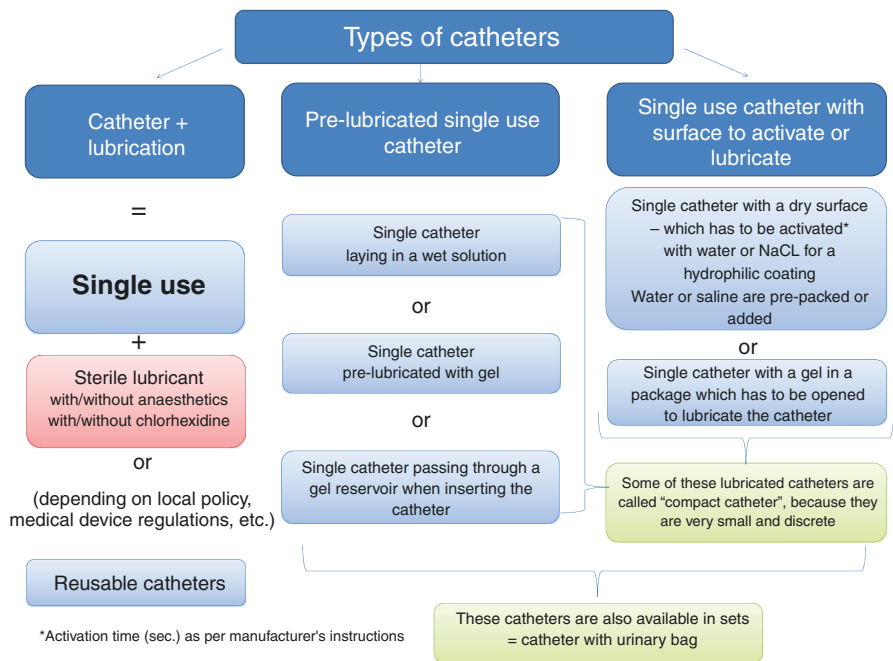 Types of catheters
Catheter +
lubrication
=
Single use
+
Sterile lubricant
with/without anaesthetics
with/without chlorhexidine
or
(depending on local policy,
medical device regulations, etc.)
Reusable catheters
*Activation time (sec.) as per manufacturer's instructions
Pre-lubricated single use
catheter
Single catheter
laying in a wet solution
or
Single catheter
pre-lubricated with gel
or
Single catheter passing through a
gel reservoir when inserting the
catheter
Single use catheter with
surface to activate or
lubricate
Single catheter with a dry surface
– which has to be activated*
with water or NaCL for a
hydrophilic coating
Water or saline are pre-packed or
added
or
Single catheter with a gel in a
package which has to be opened
to lubricate the catheter
Some of these lubricated catheters are
called “compact catheter”, because they
are very small and discrete
These catheters are also available in sets
= catheter with urinary bag